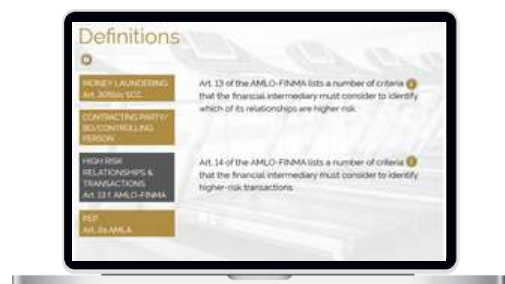 Definitions
MONEY LAUNDERING
Art. 305bis SCC
CONTRACTING PARTY/
BO/CONTROLLING
PERSON
HIGH RISK
RELATIONSHIPS &
TRANSACTIONS
Art. 13 f. AMLO-FINMA
PEP
Art. 2a AMLA
Art. 13 of the AMLO-FINMA lists a number of criteria
that the financial intermediary must consider to identify
which of its relationships are higher risk.
Art. 14 of the AMLO-FINMA lists a number of criteria
that the financial intermediary must consider to identify
higher-risk transactions.